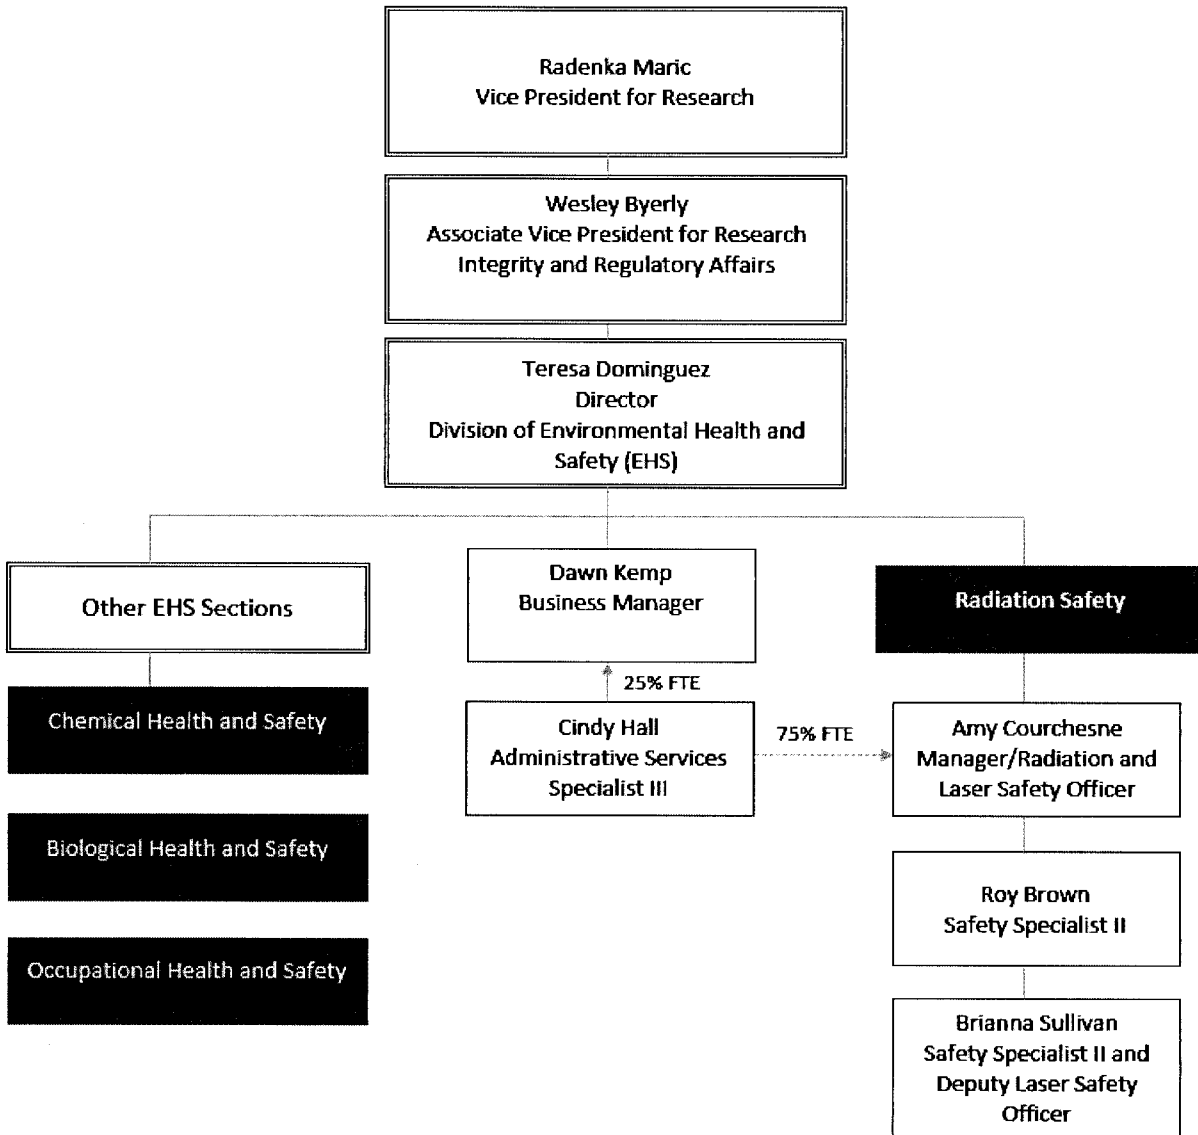 Radenka Maric
Vice President for Research
Wesley Byerly
Associate Vice President for Research
Integrity and Regulatory Affairs
Teresa Dominguez
Director
Division of Environmental Health and
Safety (EHS)
Other EHS Sections
Chemical Health and Safety
Biological Health and Safety
Occupational Health and Safety
Dawn Kemp
Business Manager
25% FTE
Cindy Hall
Administrative Services
Specialist III
75% FTE
Radiation Safety
Amy Courchesne
Manager/Radiation and
Laser Safety Officer
Roy Brown
Safety Specialist II
Brianna Sullivan
Safety Specialist II and
Deputy Laser Safety
Officer